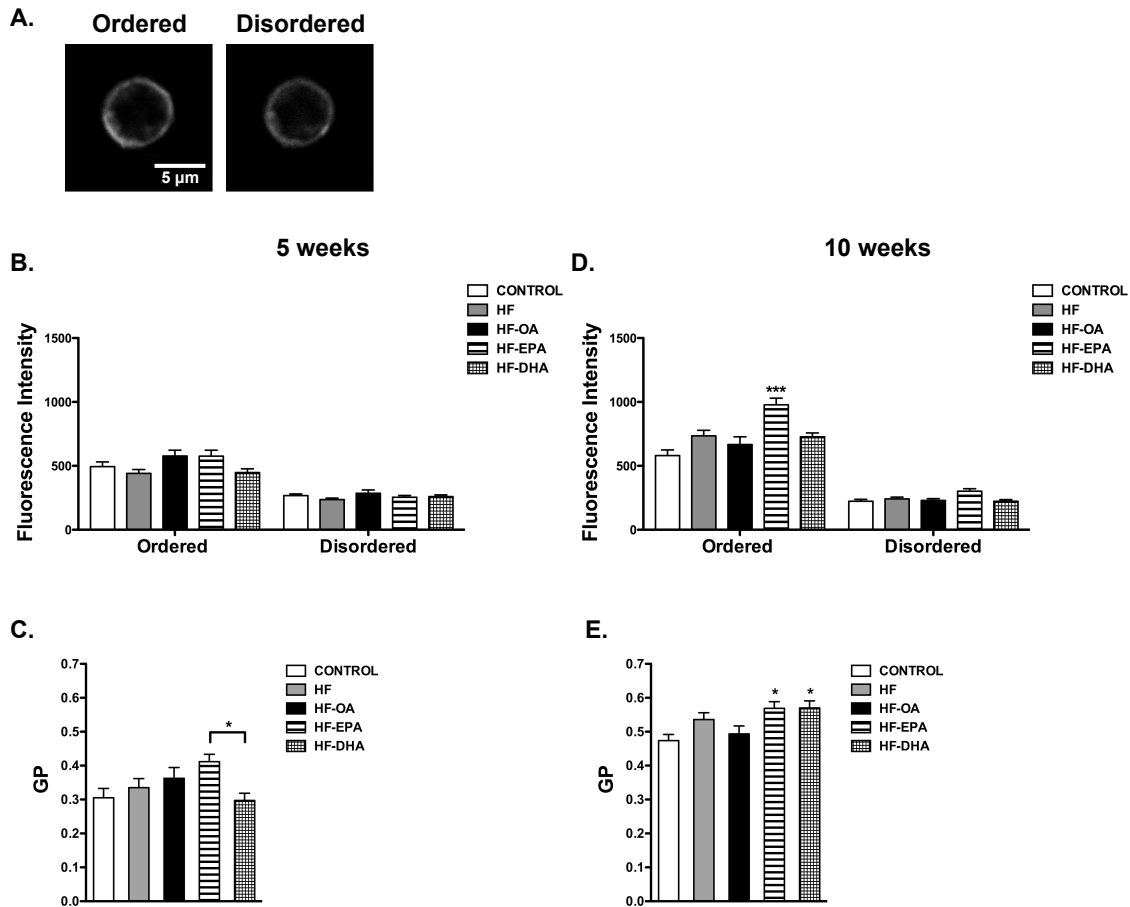 A.
Ordered
Disordered
5 µm
5 weeks
B.
CONTROL
HF
HF-OA
HF-EPA
HF-DHA
Fluorescence Intensity
1500
1000
500
0
Ordered
Disordered
10 weeks
D.
CONTROL
HF
HF-OA
HF-EPA
HF-DHA
Fluorescence Intensity
1500
1000
500
0
***
Ordered
Disordered
C.
CONTROL
HF
HF-OA
HF-EPA
HF-DHA
GP
0.7
0.6
0.5
0.4
0.3
0.2
0.1
0.0
*
E.
CONTROL
HF
HF-OA
HF-EPA
HF-DHA
GP
0.7
0.6
0.5
0.4
0.3
0.2
0.1
0.0
* *